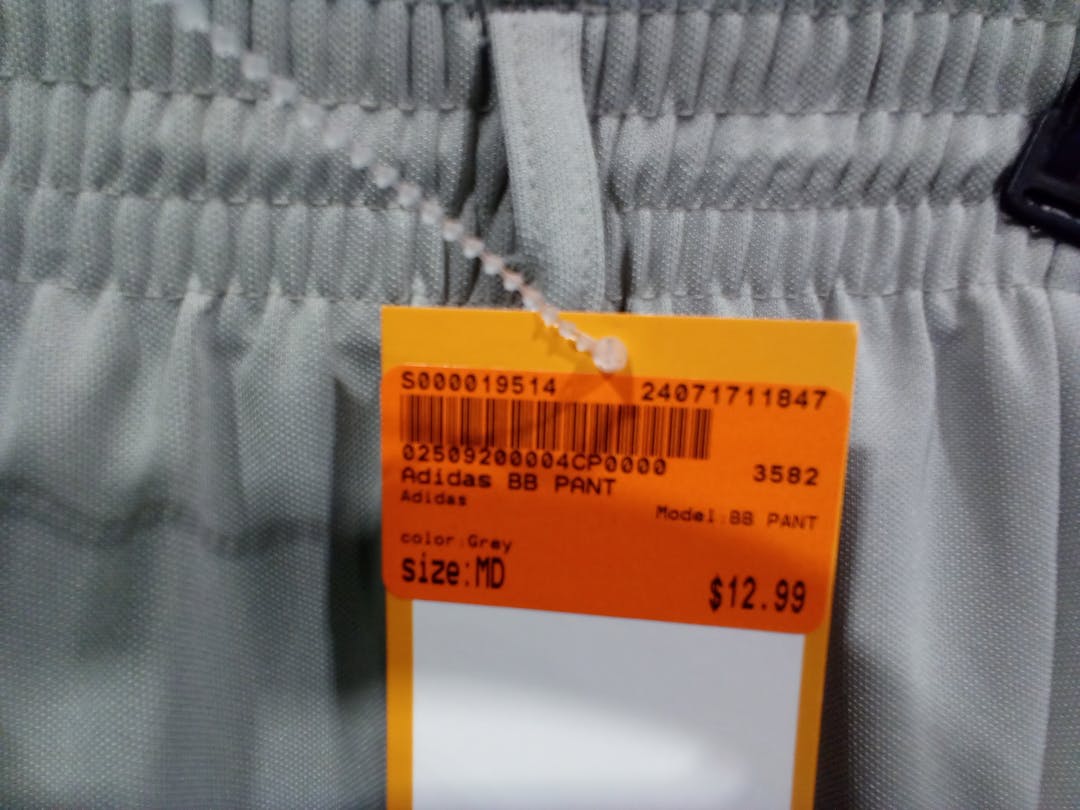 S000019514 24071711847
02509200004CP0000 3582
Adidas BB PANT
Adidas
Model:BB PANT
color:Grey
size:MD $12.99